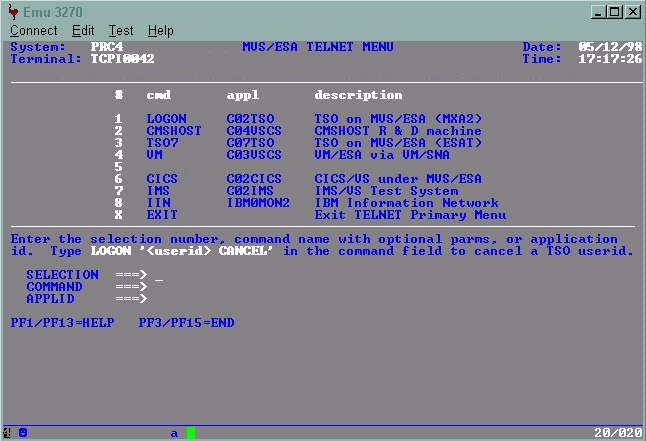 Emu 3270
Connect Edit Test Help
System: PRC4 MVS/ESA TELNET MENU Date: 05/12/98
Terminal: TCPI0042 Time: 17:17:26
# cmd appl description
1 LOGON C02TSO TSO on MVS/ESA (MXA2)
2 CMSHOST C04VSCS CMSHOST R & D machine
3 TSO7 C07TSO TSO on MVS/ESA (ESAT)
4 VM C03VSCS VM/ESA via VM/SNA
5
6 CICS C02CICS CICS/VS under MVS/ESA
7 IMS C02IMS IMS/VS Test System
8 IIN IBM0MON2 IBM Information Network
X EXIT Exit TELNET Primary Menu
Enter the selection number, command name with optional parms, or application
id. Type LOGON '<userid> CANCEL' in the command field to cancel a TSO userid.
SELECTION ===> _
COMMAND ===>
APPLID ===>
PF1/PF13=HELP PF3/PF15=END
a 20/020